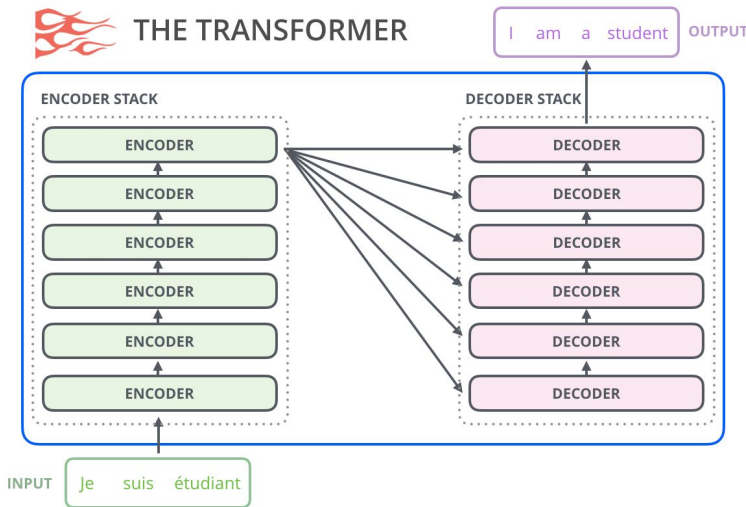 THE TRANSFORMER
I am a student
OUTPUT
ENCODER STACK
ENCODER
ENCODER
ENCODER
ENCODER
ENCODER
ENCODER
DECODER STACK
DECODER
DECODER
DECODER
DECODER
DECODER
DECODER
INPUT
Je suis étudiant